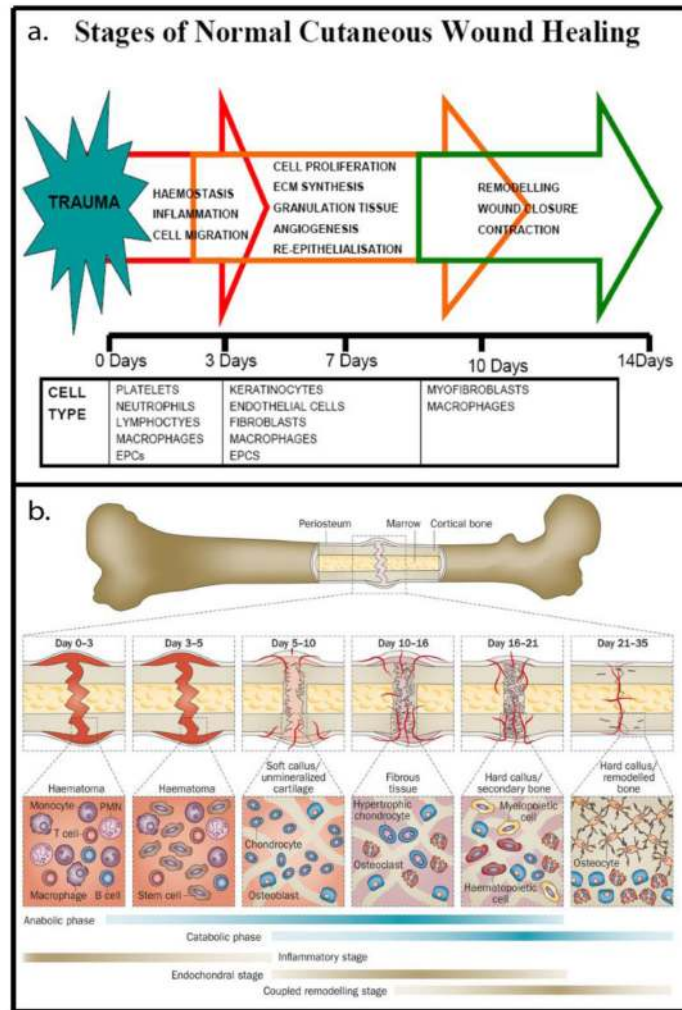 a. Stages of Normal Cutaneous Wound Healing
TRAUMA
HAEMOSTASIS
INFLAMMATION
CELL MIGRATION
CELL PROLIFERATION
ECM SYNTHESIS
GRANULATION TISSUE
ANGIOGENESIS
RE-EPITHELIALISATION
REMODELLING
WOUND CLOSURE
CONTRACTION
0 Days 3 Days 7 Days 10 Days 14Days
CELL
TYPE
PLATELETS
NEUTROPHILS
LYMPHOCTYES
MACROPHAGES
EPCs
KERATINOCYTES
ENDOTHELIAL CELLS
FIBROBLASTS
MACROPHAGES
EPCS
MYOFIBROBLASTS
MACROPHAGES
b.
Periosteum Marrow Cortical bone
Day 0–3 Day 3–5 Day 5–10 Day 10–16 Day 16–21 Day 21–35
Haematoma
Haematoma
Soft callus/
unmineralized
cartilage
Fibrous
tissue
Hard callus/
secondary bone
Hard callus/
remodelled
bone
Monocyte PMN
T cell
Macrophage B cell
Stem cell
Chondrocyte
Osteoblast
Hypertrophic
chondrocyte
Osteoclast
Myelopoietic
cell
Haematopoietic
cell
Osteocyte
Anabolic phase
Catabolic phase
Inflammatory stage
Endochondral stage
Coupled remodelling stage